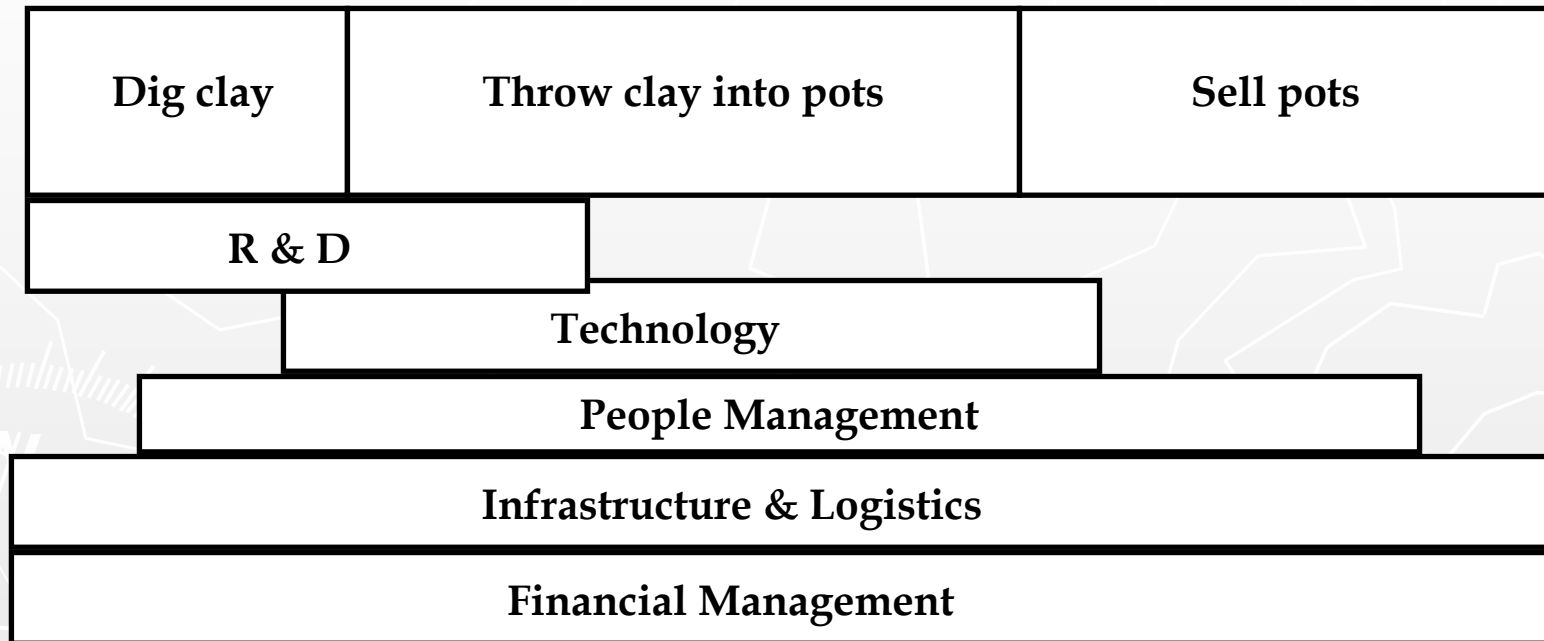 Dig clay
Throw clay into pots
Sell pots
R & D
Technology
People Management
Infrastructure & Logistics
Financial Management